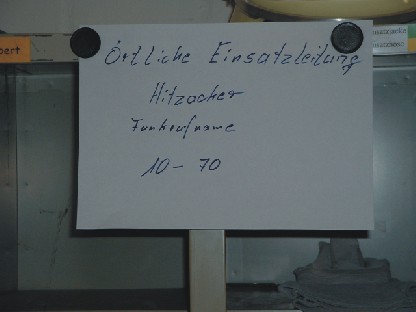 Örtliche Einsatzleitung
Hitzacker
Funkrufname
10-70